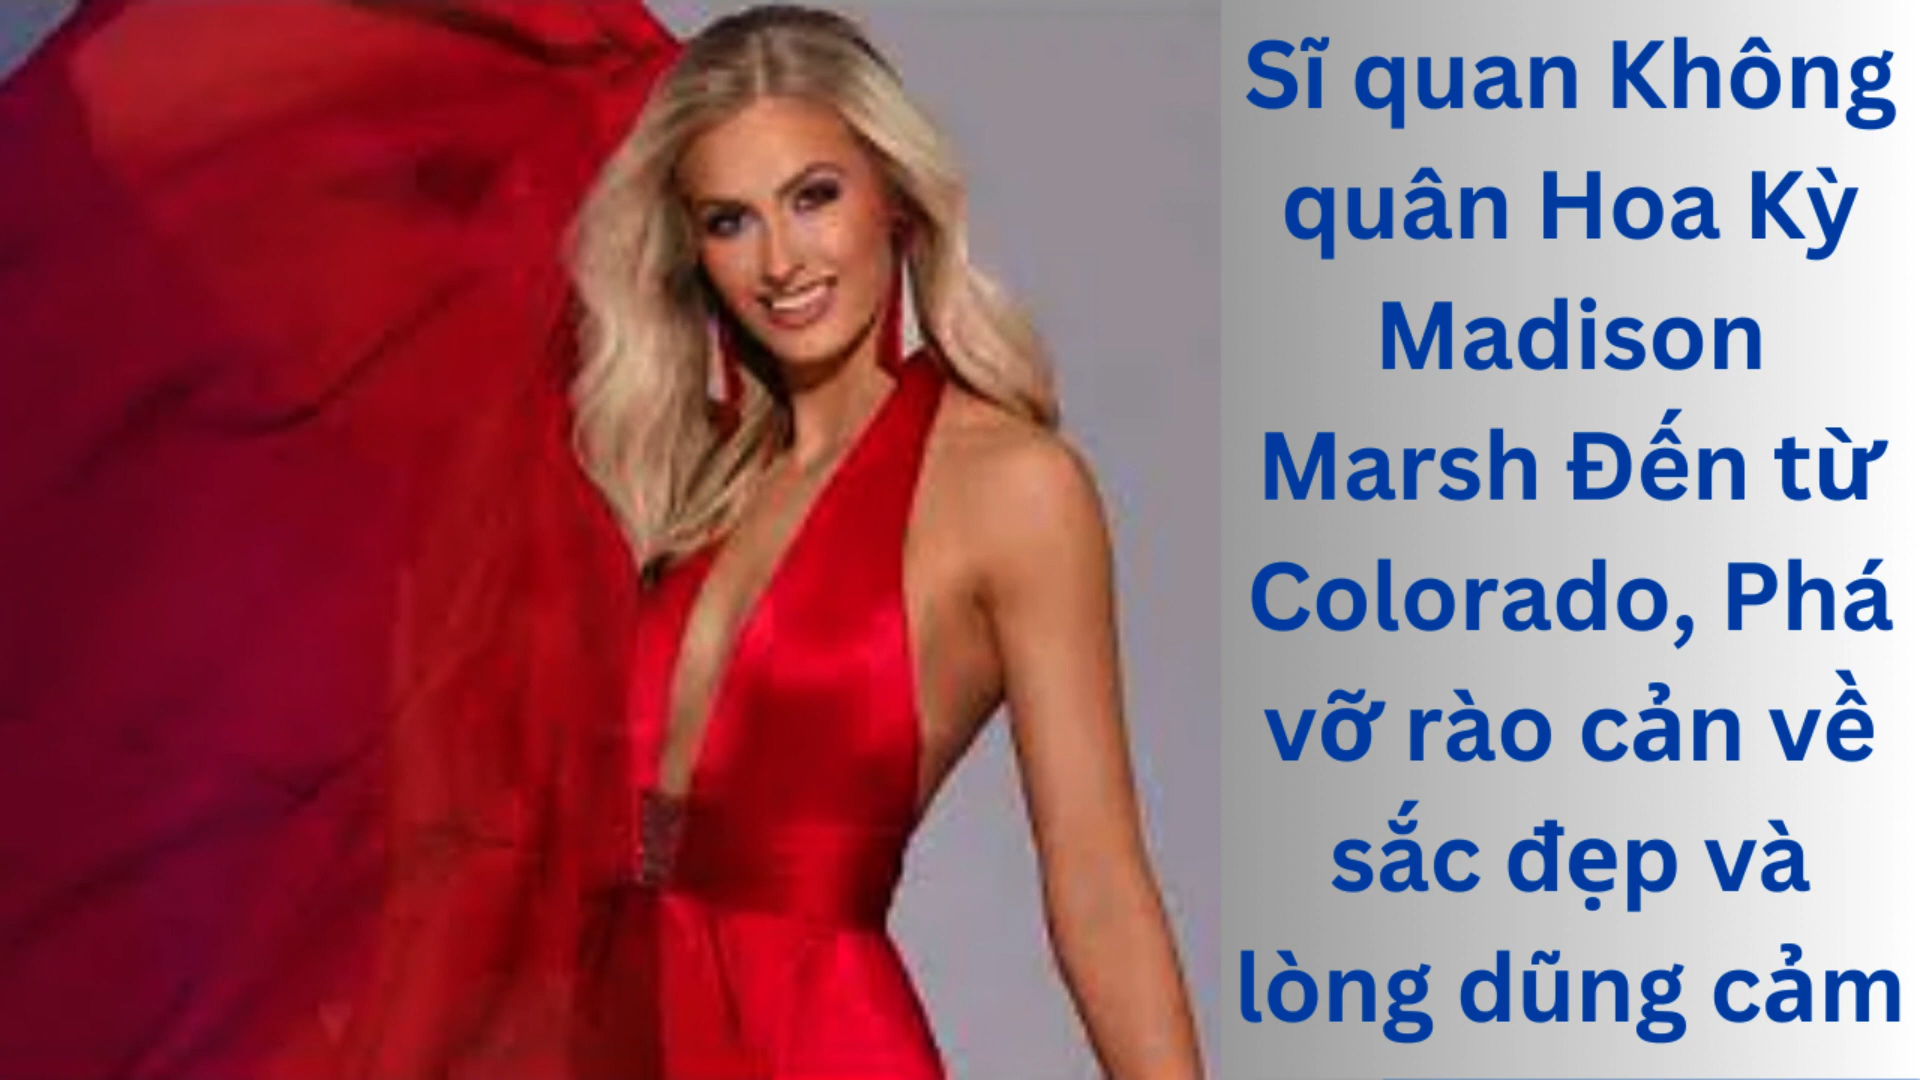 Sĩ quan Không
quân Hoa Kỳ
Madison
Marsh Đến từ
Colorado, Phá
vỡ rào cản về
sắc đẹp và
lòng dũng cảm